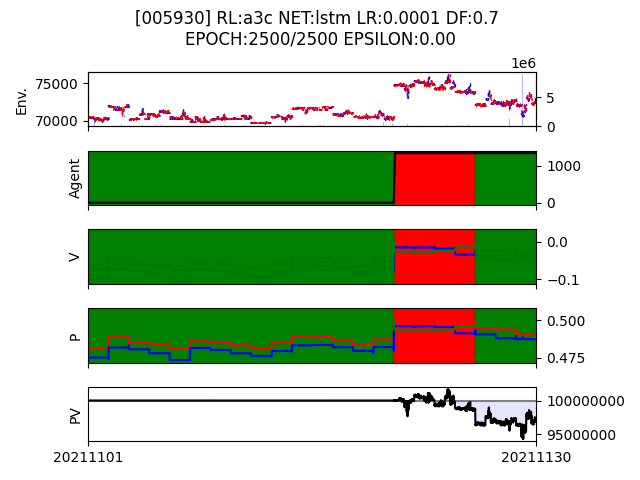 [005930] RL:a3c NET:lstm LR:0.0001 DF:0.7
EPOCH:2500/2500 EPSILON:0.00
1e6
75000
70000
Env.
5
0
Agent
1000
0
V
0.0
−0.1
P
0.500
0.475
PV
100000000
95000000
20211101
20211130